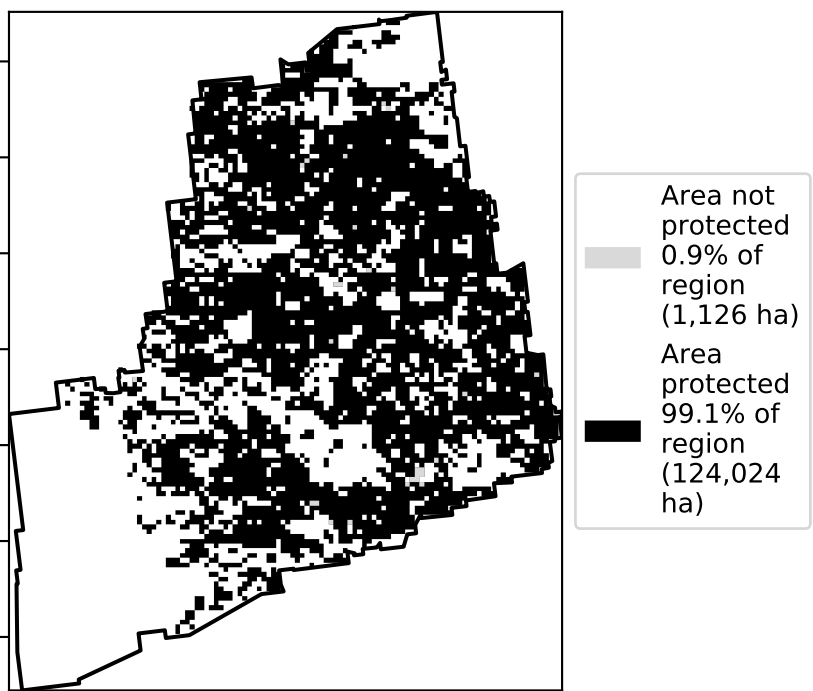 Area not
protected
0.9% of
region
(1,126 ha)
Area
protected
99.1% of
region
(124,024
ha)